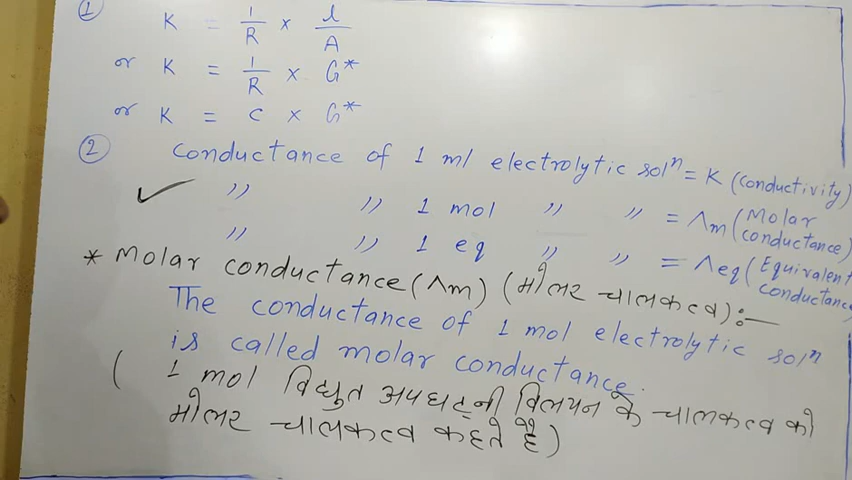 ① K = 1/R × l/A
or K = 1/R × G*
or K = C × G*
② Conductance of 1 ml electrolytic solⁿ = K (Conductivity)
✓ ,, ,, 1 mol ,, ,, = Λm (Molar conductance)
,, ,, 1 eq ,, ,, = Λeq (Equivalent conductance
* Molar conductance (Λm) (मोलर चालकत्व) :—
The conductance of 1 mol electrolytic solⁿ
is called molar conductance.
( 1 mol विद्युत अपघट्नी विलयन के चालकत्व को
मोलर चालकत्व कहते हैं )